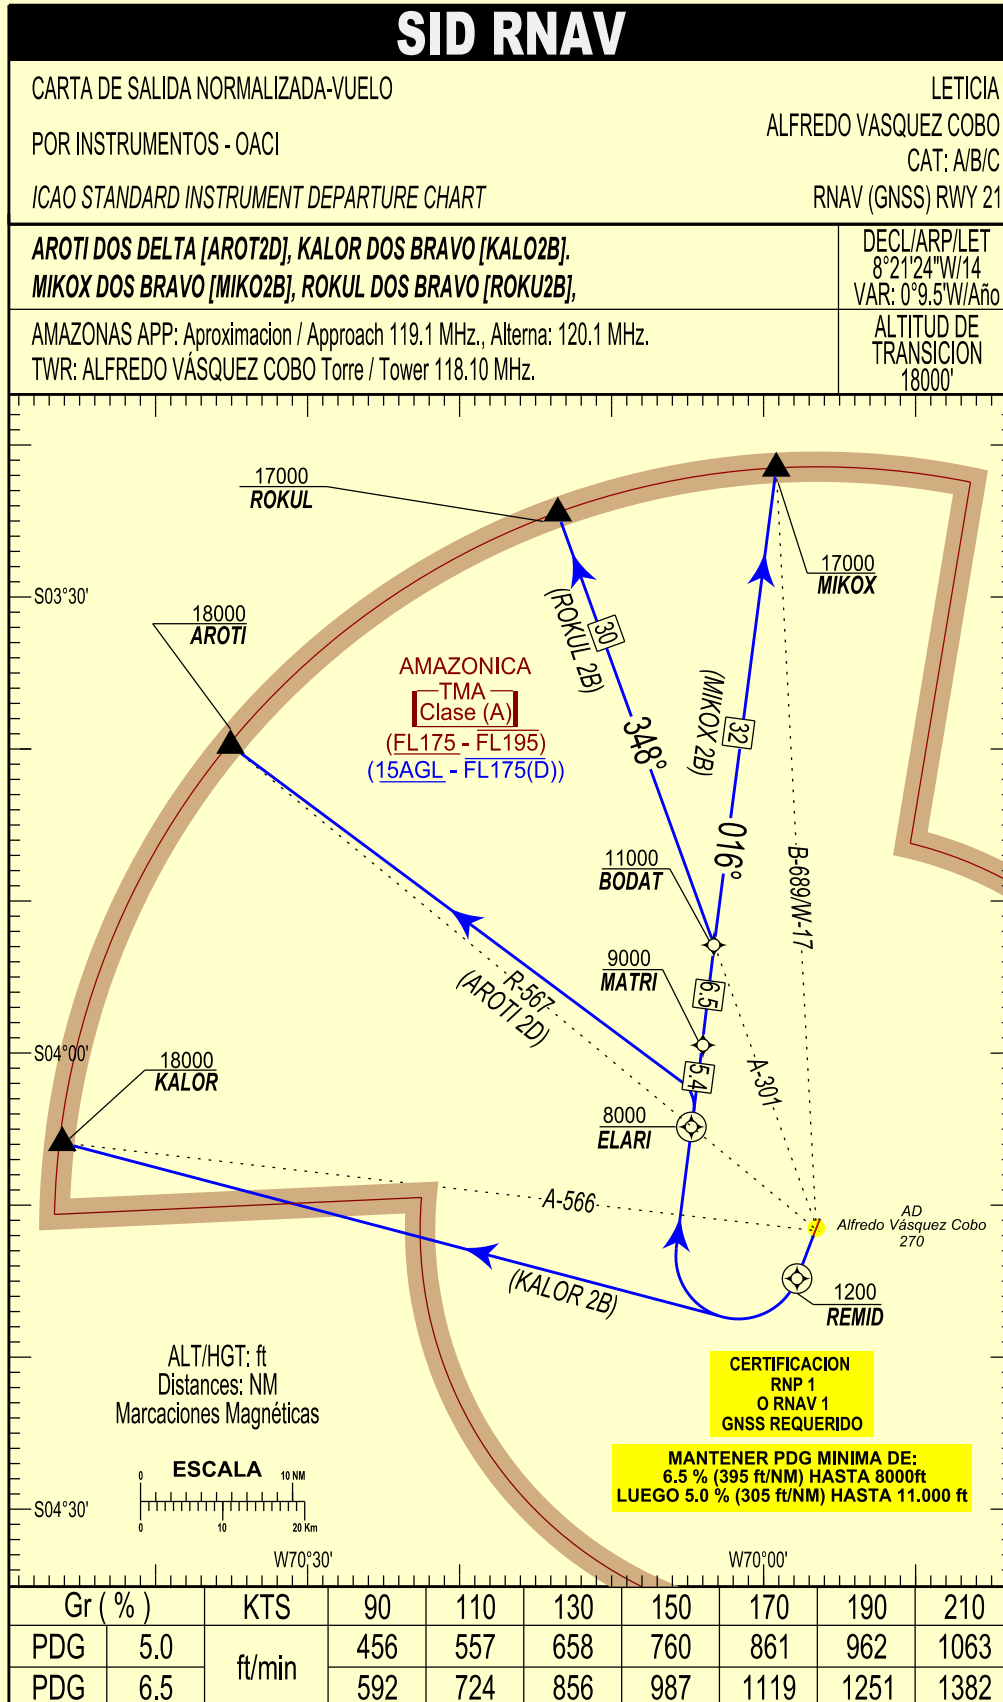 SID RNAV
CARTA DE SALIDA NORMALIZADA-VUELO
POR INSTRUMENTOS - OACI
ICAO STANDARD INSTRUMENT DEPARTURE CHART
LETICIA
ALFREDO VASQUEZ COBO
CAT: A/B/C
RNAV (GNSS) RWY 21
AROTI DOS DELTA [AROT2D], KALOR DOS BRAVO [KALO2B].
MIKOX DOS BRAVO [MIKO2B], ROKUL DOS BRAVO [ROKU2B],
DECL/ARP/LET
8°21'24"W/14
VAR: 0°9.5'W/Año
AMAZONAS APP: Aproximacion / Approach 119.1 MHz., Alterna: 120.1 MHz.
TWR: ALFREDO VÁSQUEZ COBO Torre / Tower 118.10 MHz.
ALTITUD DE
TRANSICION
18000'
17000
ROKUL
17000
MIKOX
S03°30'
18000
AROTI
(ROKUL 2B)
30
AMAZONICA
TMA
Clase (A)
(FL175 - FL195)
(15AGL - FL175(D))
348°
(MIKOX 2B)
32
016°
B-689/W-17
11000
BODAT
9000
MATRI
6.5
R-567
(AROTI 2D)
S04°00'
18000
KALOR
5.4
A-301
8000
ELARI
A-566
AD
Alfredo Vásquez Cobo
270
(KALOR 2B)
1200
REMID
ALT/HGT: ft
Distances: NM
Marcaciones Magnéticas
CERTIFICACION
RNP 1
O RNAV 1
GNSS REQUERIDO
MANTENER PDG MINIMA DE:
6.5 % (395 ft/NM) HASTA 8000ft
LUEGO 5.0 % (305 ft/NM) HASTA 11.000 ft
0 ESCALA 10 NM
0 10 20 Km
S04°30'
W70°30' W70°00'
Gr ( % ) KTS 90 110 130 150 170 190 210
PDG 5.0 ft/min 456 557 658 760 861 962 1063
PDG 6.5 592 724 856 987 1119 1251 1382